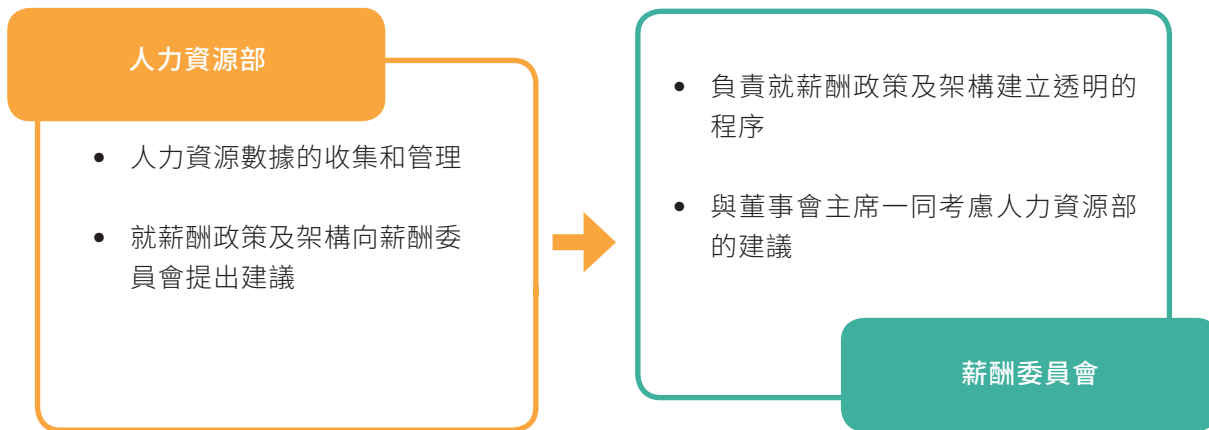 人力資源部
• 人力資源數據的收集和管理
• 就薪酬政策及架構向薪酬委
員會提出建議
• 負責就薪酬政策及架構建立透明的
程序
• 與董事會主席一同考慮人力資源部
的建議
薪酬委員會